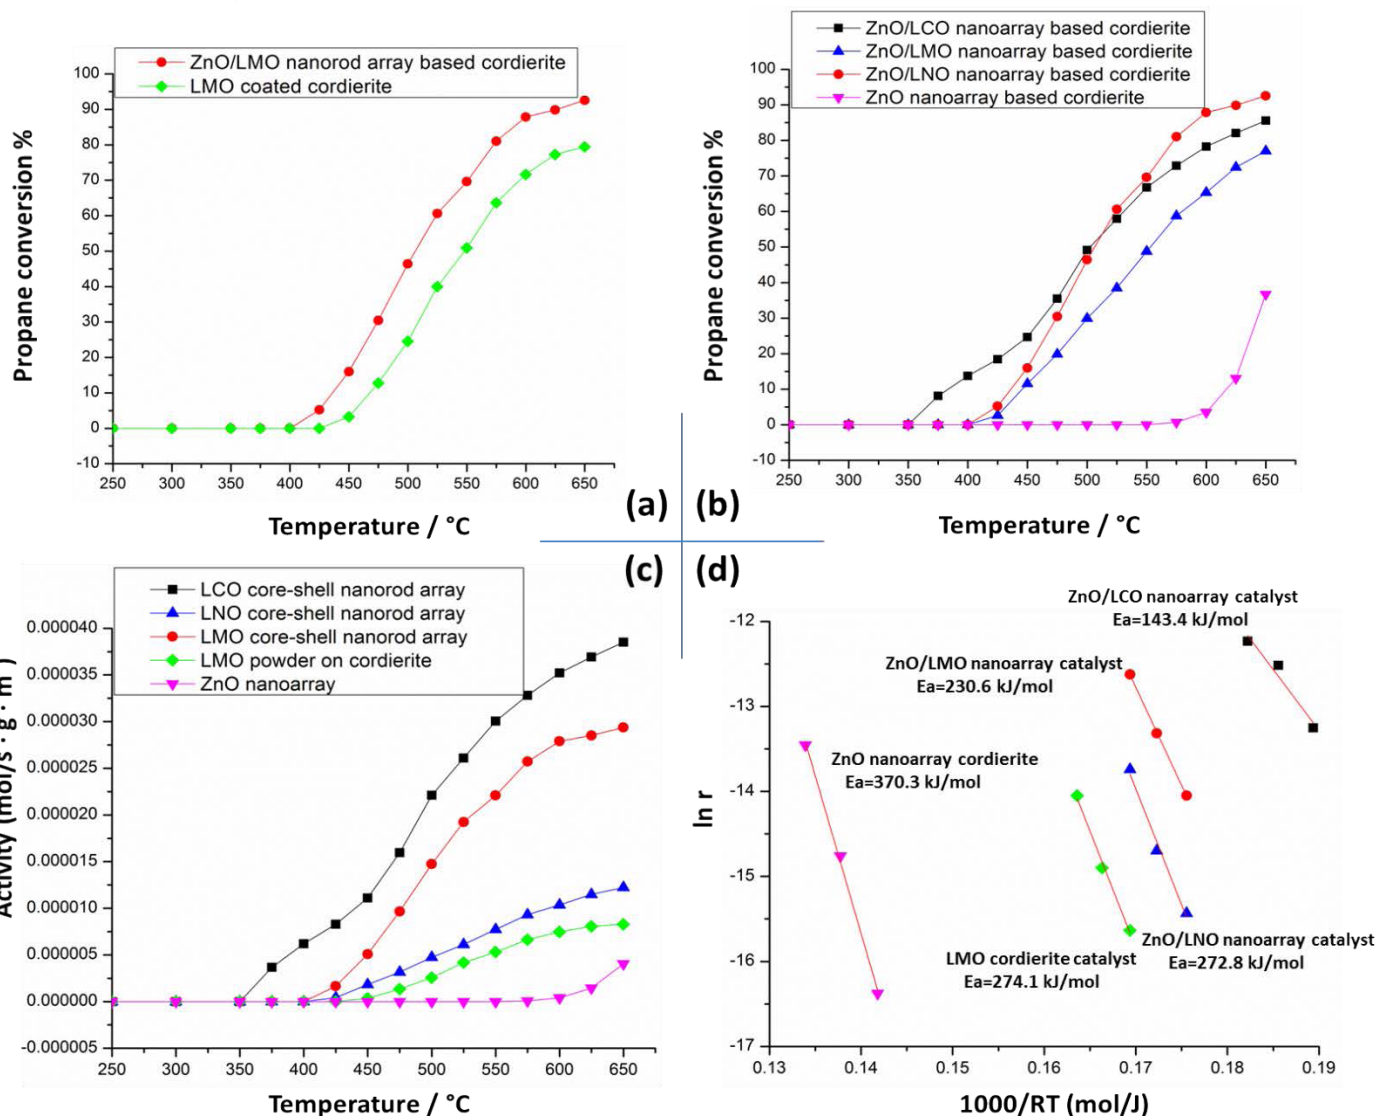 ZnO/LMO nanorod array based cordierite
LMO coated cordierite
100
90
80
70
60
50
40
30
20
10
0
-10
Propane conversion %
250 300 350 400 450 500 550 600 650
Temperature / °C
(a)
ZnO/LCO nanoarray based cordierite
ZnO/LMO nanoarray based cordierite
ZnO/LNO nanoarray based cordierite
ZnO nanoarray based cordierite
100
90
80
70
60
50
40
30
20
10
0
-10
Propane conversion %
250 300 350 400 450 500 550 600 650
Temperature / °C
(b)
(c)
LCO core-shell nanorod array
LNO core-shell nanorod array
LMO core-shell nanorod array
LMO powder on cordierite
ZnO nanoarray
0.000040
0.000035
0.000030
0.000025
0.000020
0.000015
0.000010
0.000005
0.000000
-0.000005
Activity (mol/s · g · m
250 300 350 400 450 500 550 600 650
Temperature / °C
(d)
ZnO/LCO nanoarray catalyst
Ea=143.4 kJ/mol
ZnO/LMO nanoarray catalyst
Ea=230.6 kJ/mol
ZnO nanoarray cordierite
Ea=370.3 kJ/mol
LMO cordierite catalyst
Ea=274.1 kJ/mol
ZnO/LNO nanoarray catalyst
Ea=272.8 kJ/mol
-12
-13
-14
-15
-16
-17
ln r
0.13 0.14 0.15 0.16 0.17 0.18 0.19
1000/RT (mol/J)